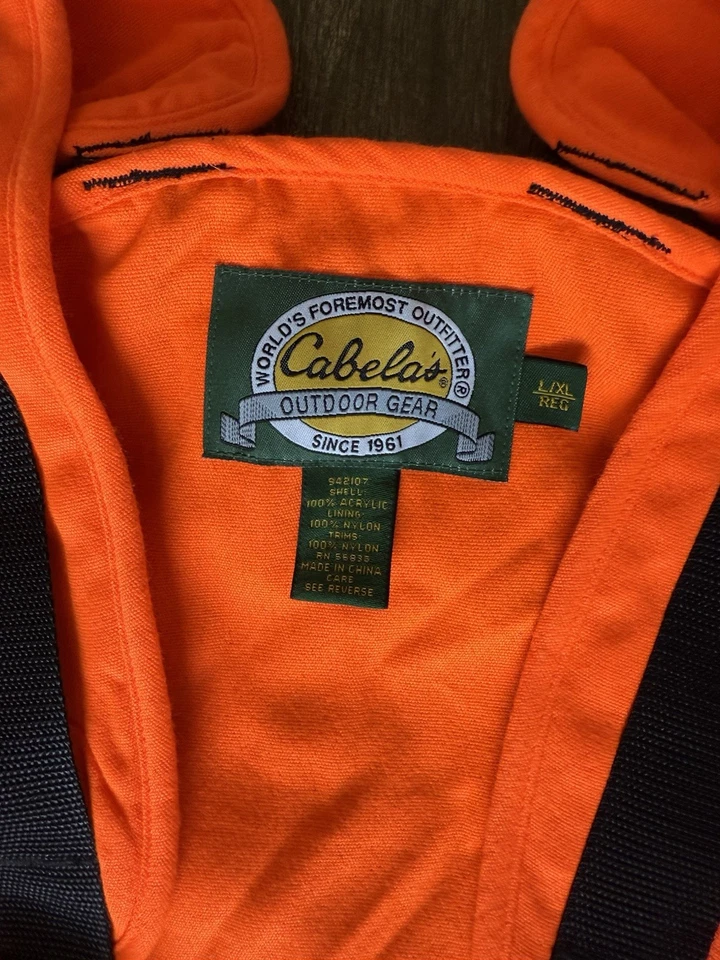 WORLD'S FOREMOST OUTFITTER®
Cabela's®
OUTDOOR GEAR
SINCE 1961
L/XL
REG
942107
SHELL:
100% ACRYLIC
LINING:
100% NYLON
TRIMS:
100% NYLON
RN
MADE IN CHINA
CARE
SEE REVERSE